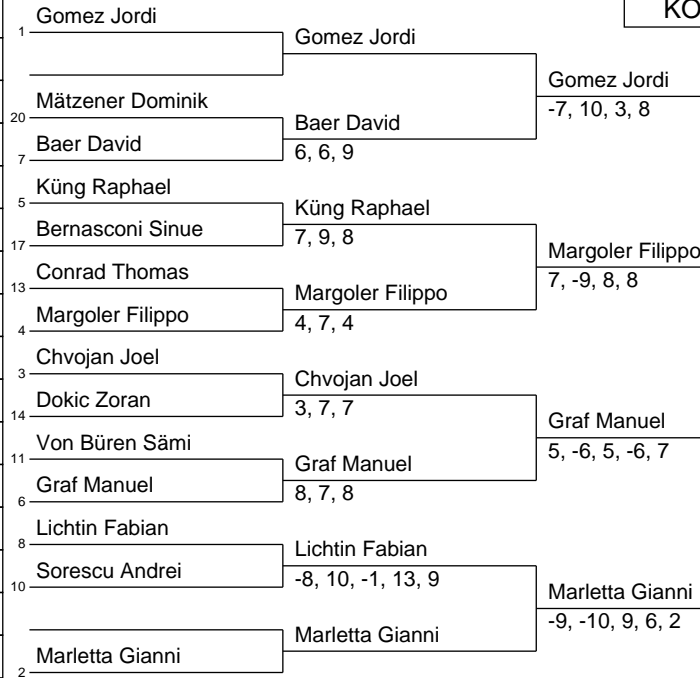 KO
Gomez Jordi
1
Mätzener Dominik
20
Baer David
7
Küng Raphael
5
Bernasconi Sinue
17
Conrad Thomas
13
Margoler Filippo
4
Chvojan Joel
3
Dokic Zoran
14
Von Büren Sämi
11
Graf Manuel
6
Lichtin Fabian
8
Sorescu Andrei
10
Marletta Gianni
2
Gomez Jordi
Baer David
6, 6, 9
Küng Raphael
7, 9, 8
Margoler Filippo
4, 7, 4
Chvojan Joel
3, 7, 7
Graf Manuel
8, 7, 8
Lichtin Fabian
-8, 10, -1, 13, 9
Marletta Gianni
Gomez Jordi
-7, 10, 3, 8
Margoler Filippo
7, -9, 8, 8
Graf Manuel
5, -6, 5, -6, 7
Marletta Gianni
-9, -10, 9, 6, 2